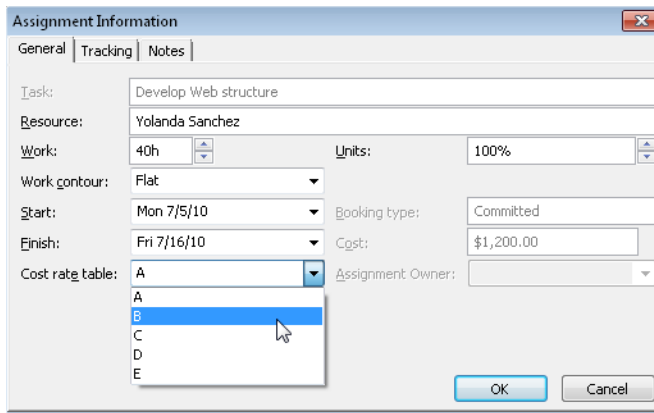 Assignment Information
General Tracking Notes
Task: Develop Web structure
Resource: Yolanda Sanchez
Work: 40h Units: 100%
Work contour: Flat
Start: Mon 7/5/10 Booking type: Committed
Finish: Fri 7/16/10 Cost: $1,200.00
Cost rate table: A Assignment Owner:
A
B
C
D
E
OK Cancel